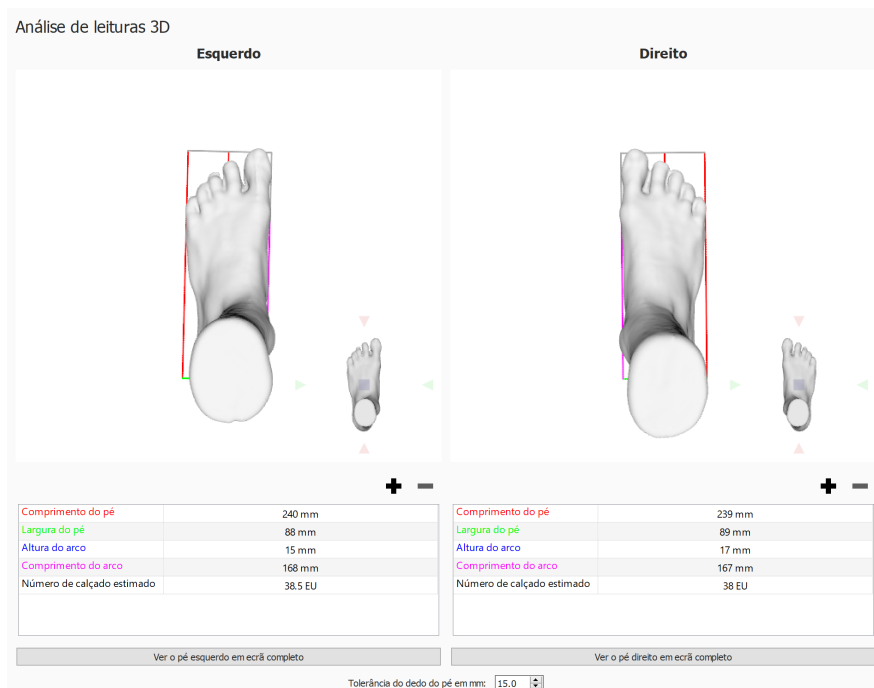 Análise de leituras 3D
Esquerdo
Direito
Comprimento do pé 240 mm
Largura do pé 88 mm
Altura do arco 15 mm
Comprimento do arco 168 mm
Número de calçado estimado 38.5 EU
Ver o pé esquerdo em ecrã completo
Comprimento do pé 239 mm
Largura do pé 89 mm
Altura do arco 17 mm
Comprimento do arco 167 mm
Número de calçado estimado 38 EU
Ver o pé direito em ecrã completo
Tolerância do dedo do pé em mm: 15.0